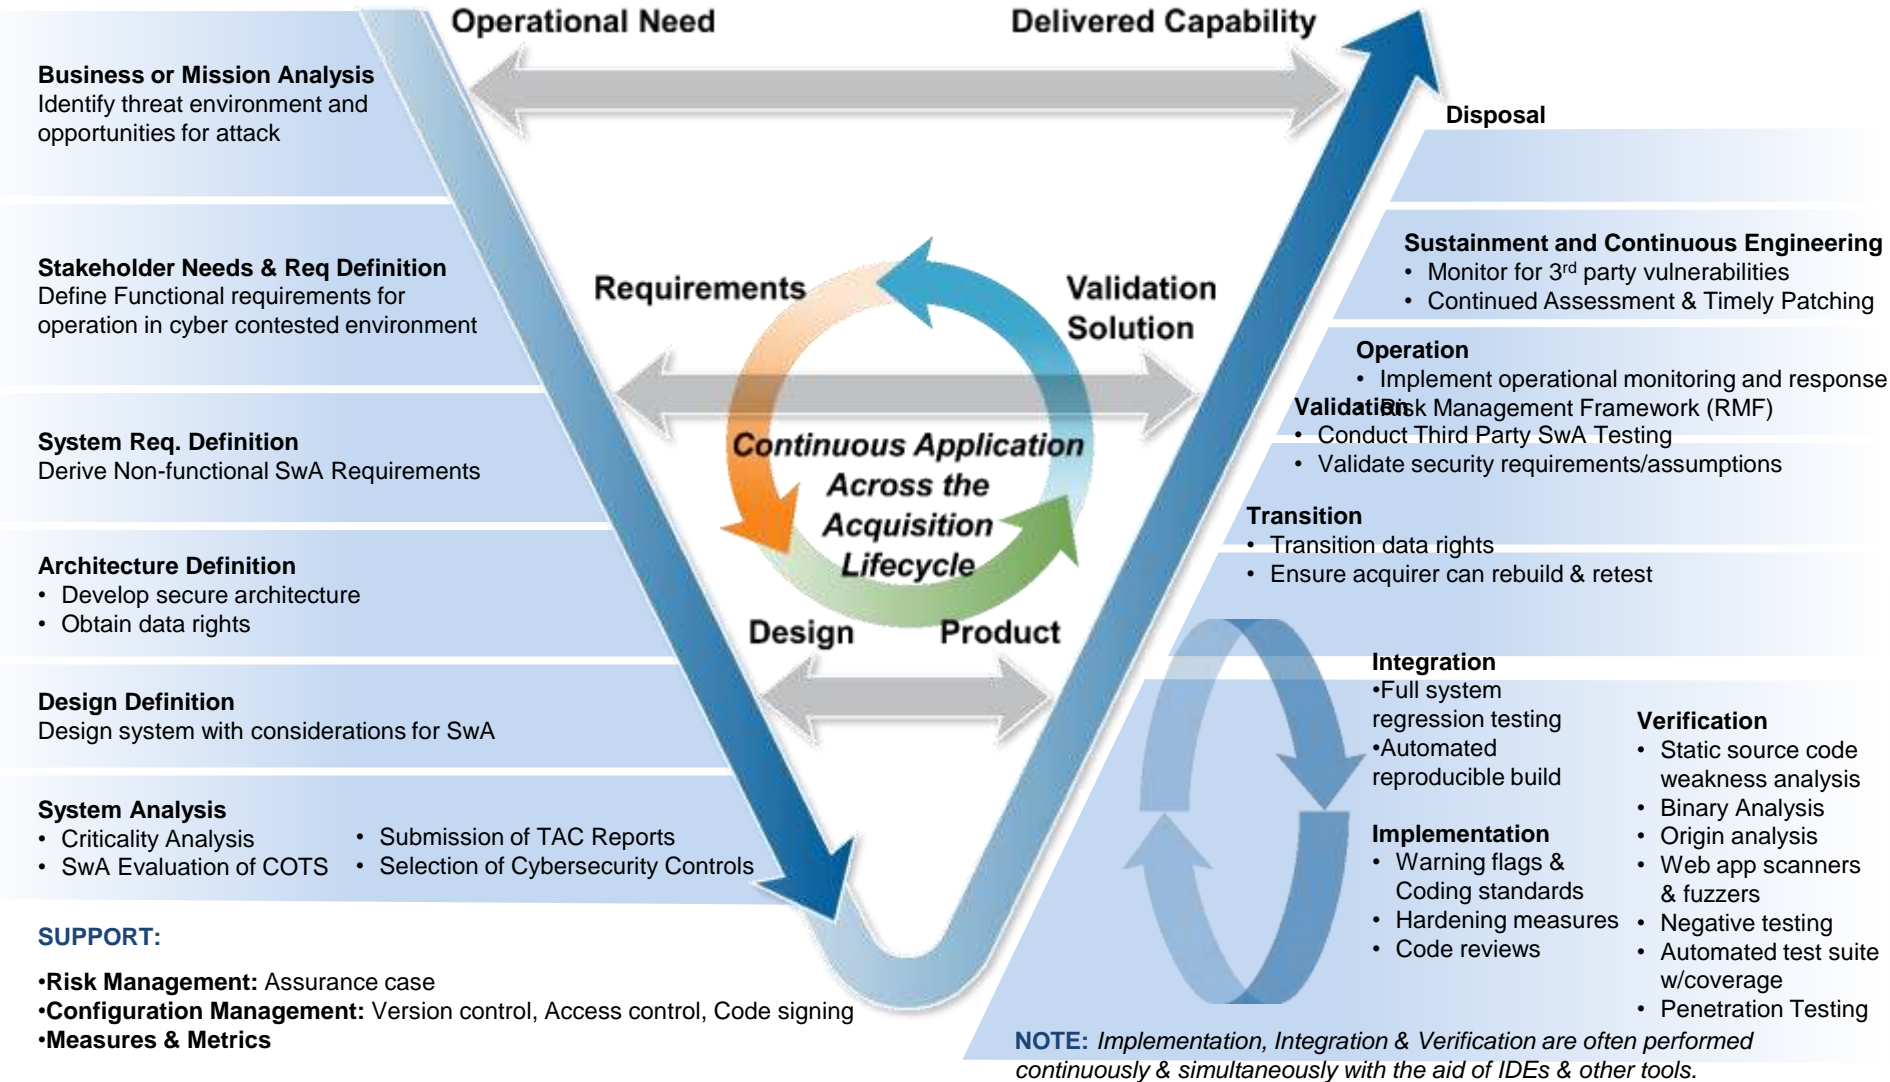 Operational Need
Delivered Capability
Business or Mission Analysis
Identify threat environment and
opportunities for attack
Stakeholder Needs & Req Definition
Define Functional requirements for
operation in cyber contested environment
System Req. Definition
Derive Non-functional SwA Requirements
Architecture Definition
• Develop secure architecture
• Obtain data rights
Design Definition
Design system with considerations for SwA
System Analysis
• Criticality Analysis
• SwA Evaluation of COTS
• Submission of TAC Reports
• Selection of Cybersecurity Controls
SUPPORT:
•Risk Management: Assurance case
•Configuration Management: Version control, Access control, Code signing
•Measures & Metrics
Requirements
Validation
Solution
Continuous Application
Across the
Acquisition
Lifecycle
Design
Product
Disposal
Sustainment and Continuous Engineering
• Monitor for 3rd party vulnerabilities
• Continued Assessment & Timely Patching
Operation
• Implement operational monitoring and response
• Risk Management Framework (RMF)
Validation
• Conduct Third Party SwA Testing
• Validate security requirements/assumptions
Transition
• Transition data rights
• Ensure acquirer can rebuild & retest
Integration
•Full system
regression testing
•Automated
reproducible build
Implementation
• Warning flags &
Coding standards
• Hardening measures
• Code reviews
Verification
• Static source code
weakness analysis
• Binary Analysis
• Origin analysis
• Web app scanners
& fuzzers
• Negative testing
• Automated test suite
w/coverage
• Penetration Testing
NOTE: Implementation, Integration & Verification are often performed
continuously & simultaneously with the aid of IDEs & other tools.